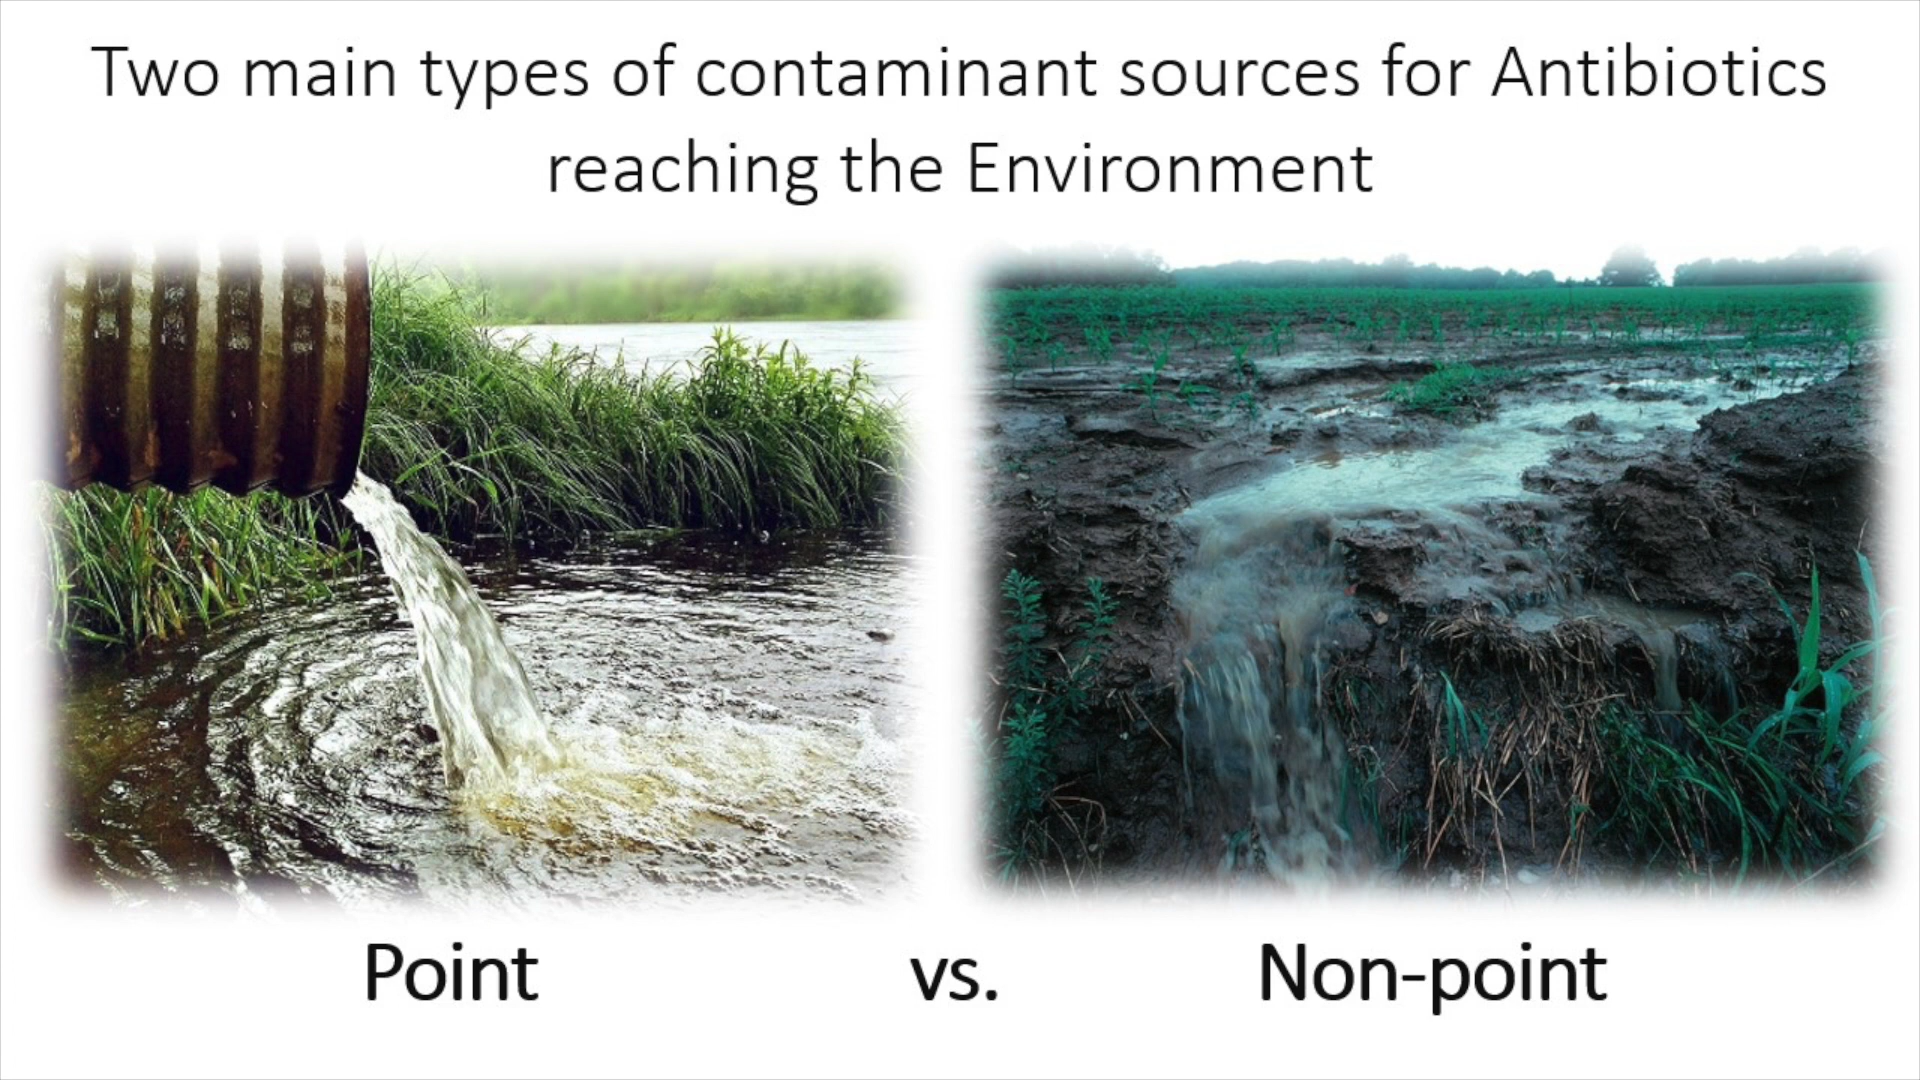 Two main types of contaminant sources for Antibiotics
reaching the Environment
Point vs. Non-point